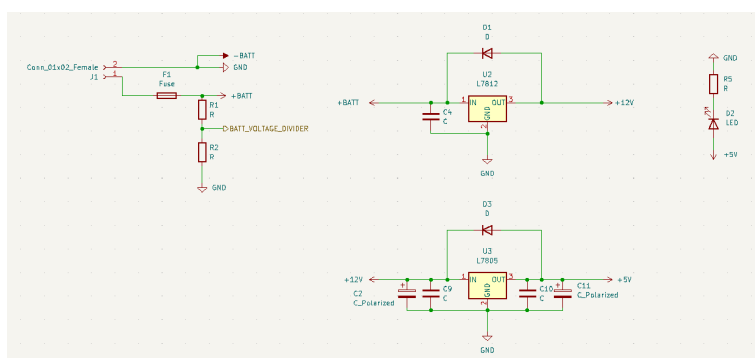 Conn_01x02_Female
J1
2
1
-BATT
GND
F1
Fuse
+BATT
R1
R
BATT_VOLTAGE_DIVIDER
R2
R
GND
D1
D
U2
L7812
+BATT
1
IN
OUT
3
+12V
C4
C
GND
2
GND
GND
R5
R
D2
LED
+5V
D3
D
U3
L7805
+12V
1
IN
OUT
3
+5V
C2
C_Polarized
C9
C
GND
2
C10
C
C11
C_Polarized
GND